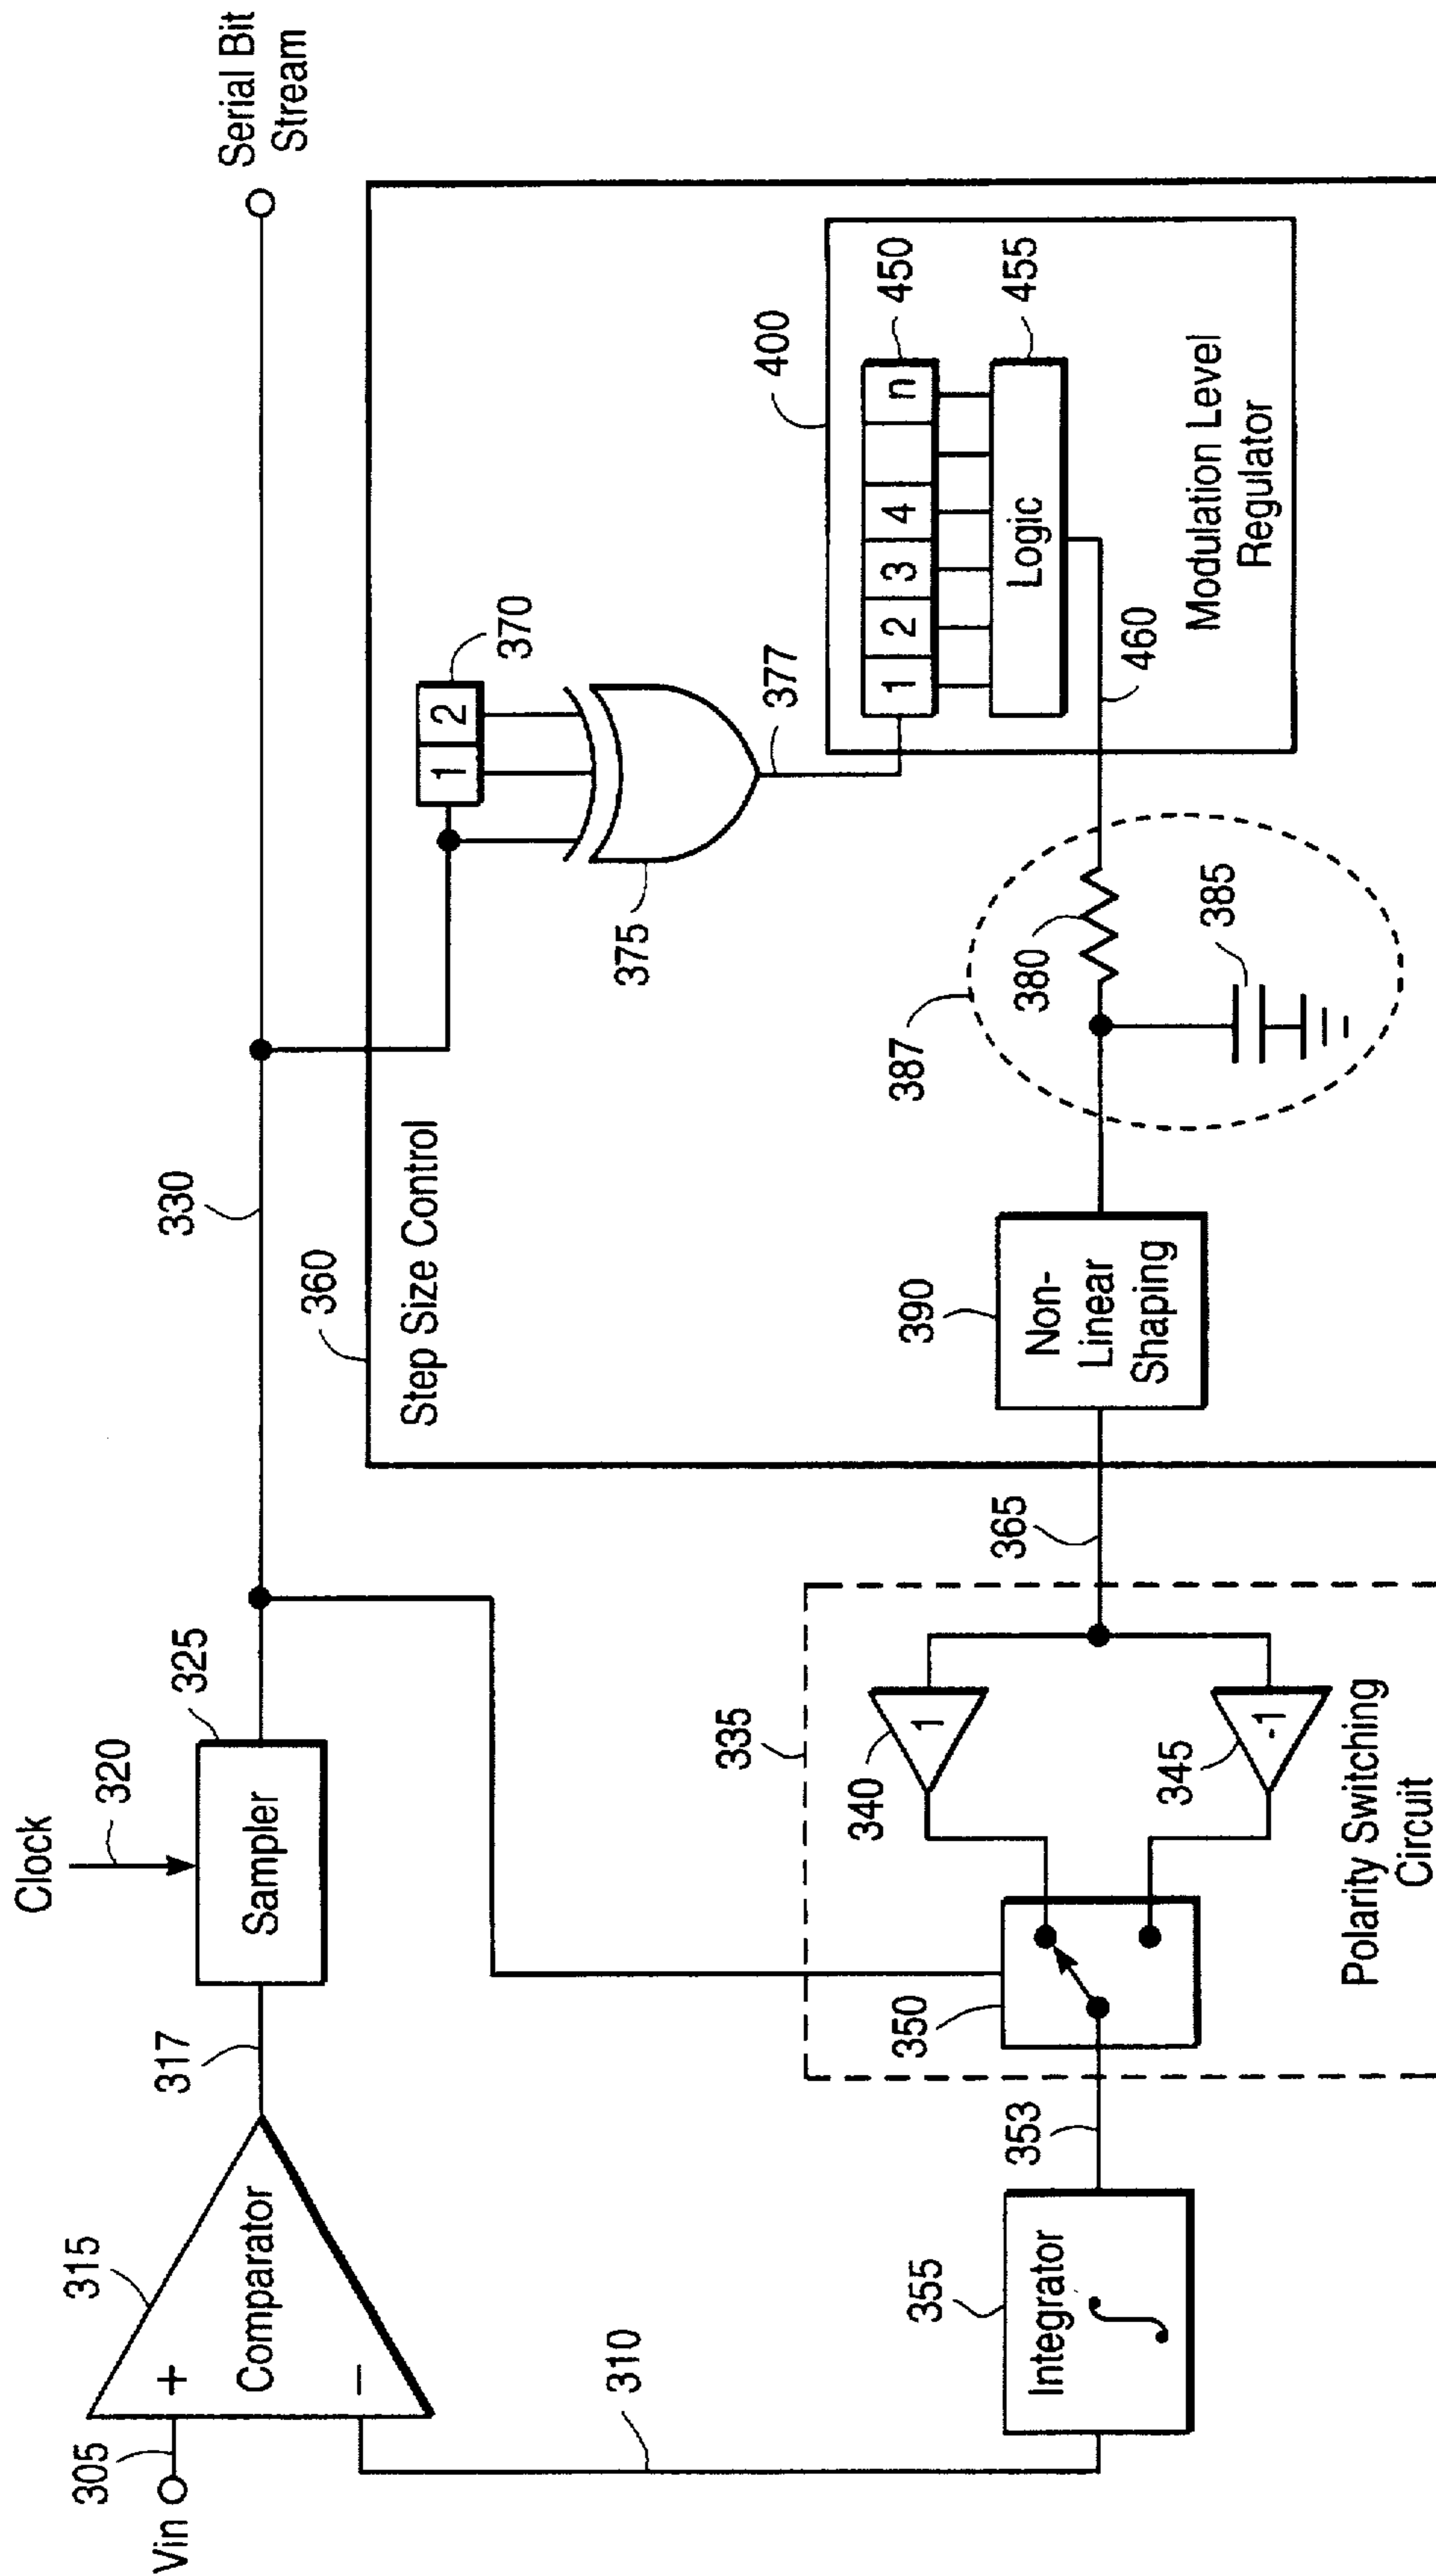 Vin
305
+
−
Comparator
315
310
317
Clock
320
Sampler
325
330
Serial Bit
Stream
Integrator
∫
355
353
350
335
340
1
345
-1
Polarity Switching
Circuit
365
360
Step Size Control
390
Non-
Linear
Shaping
387
380
385
1
2
370
375
377
400
1
2
3
4
n
450
Logic
455
460
Modulation Level
Regulator